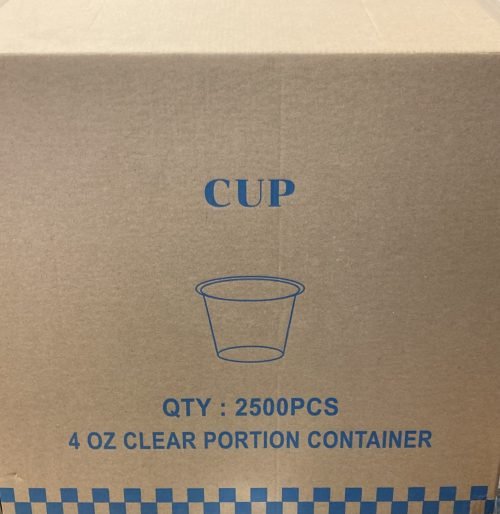 CUP
QTY : 2500PCS
4 OZ CLEAR PORTION CONTAINER